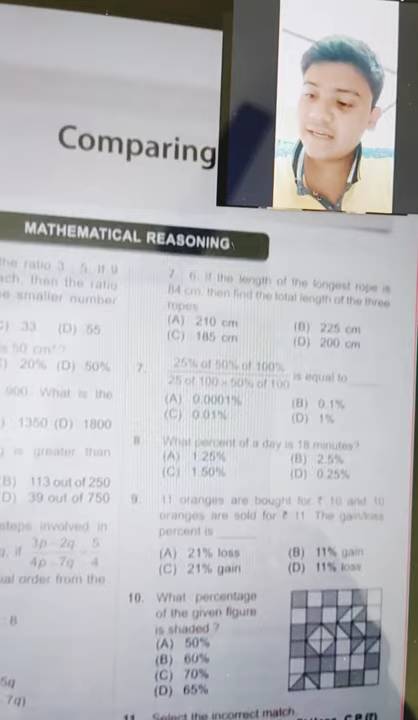 Comparing
MATHEMATICAL REASONING
the ratio 3 : 5. If 9
ach, then the ratio
e smaller number
33 (D) 55
is 50 cm
20% (D) 50%
900. What is the
1350 (D) 1800
is greater than
(B) 113 out of 250
(D) 39 out of 750
steps involved in
if 3p - 2q / 4p - 7q = 5 / 4
ual order from the
: 8
5q
7q)
7 : 6. If the length of the longest rope is
84 cm, then find the total length of the three
ropes.
(A) 210 cm (B) 225 cm
(C) 185 cm (D) 200 cm
7. 25% of 50% of 100% / 25 of 100 × 50% of 100 is equal to ____
(A) 0.0001% (B) 0.1%
(C) 0.01% (D) 1%
8. What percent of a day is 18 minutes?
(A) 1.25% (B) 2.5%
(C) 1.50% (D) 0.25%
9. 11 oranges are bought for ₹ 10 and 10
oranges are sold for ₹ 11. The gain/loss
percent is ____
(A) 21% loss (B) 11% gain
(C) 21% gain (D) 11% loss
10. What percentage
of the given figure
is shaded ?
(A) 50%
(B) 60%
(C) 70%
(D) 65%
11. Select the incorrect match.